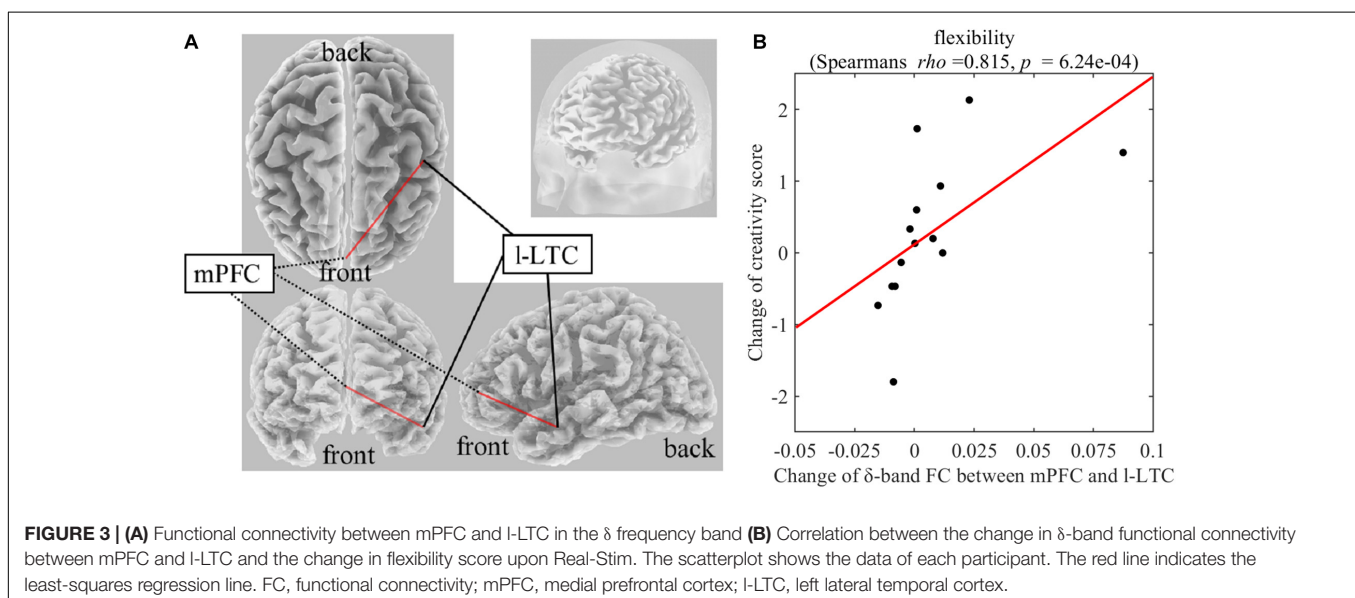 A
back
front
mPFC
l-LTC
front
front
back
B
flexibility
(Spearmans rho =0.815, p = 6.24e-04)
Change of creativity score
2
1
0
-1
-2
-0.05 -0.025 0 0.025 0.05 0.075 0.1
Change of δ-band FC between mPFC and l-LTC
FIGURE 3 | (A) Functional connectivity between mPFC and l-LTC in the δ frequency band (B) Correlation between the change in δ-band functional connectivity
between mPFC and l-LTC and the change in flexibility score upon Real-Stim. The scatterplot shows the data of each participant. The red line indicates the
least-squares regression line. FC, functional connectivity; mPFC, medial prefrontal cortex; l-LTC, left lateral temporal cortex.